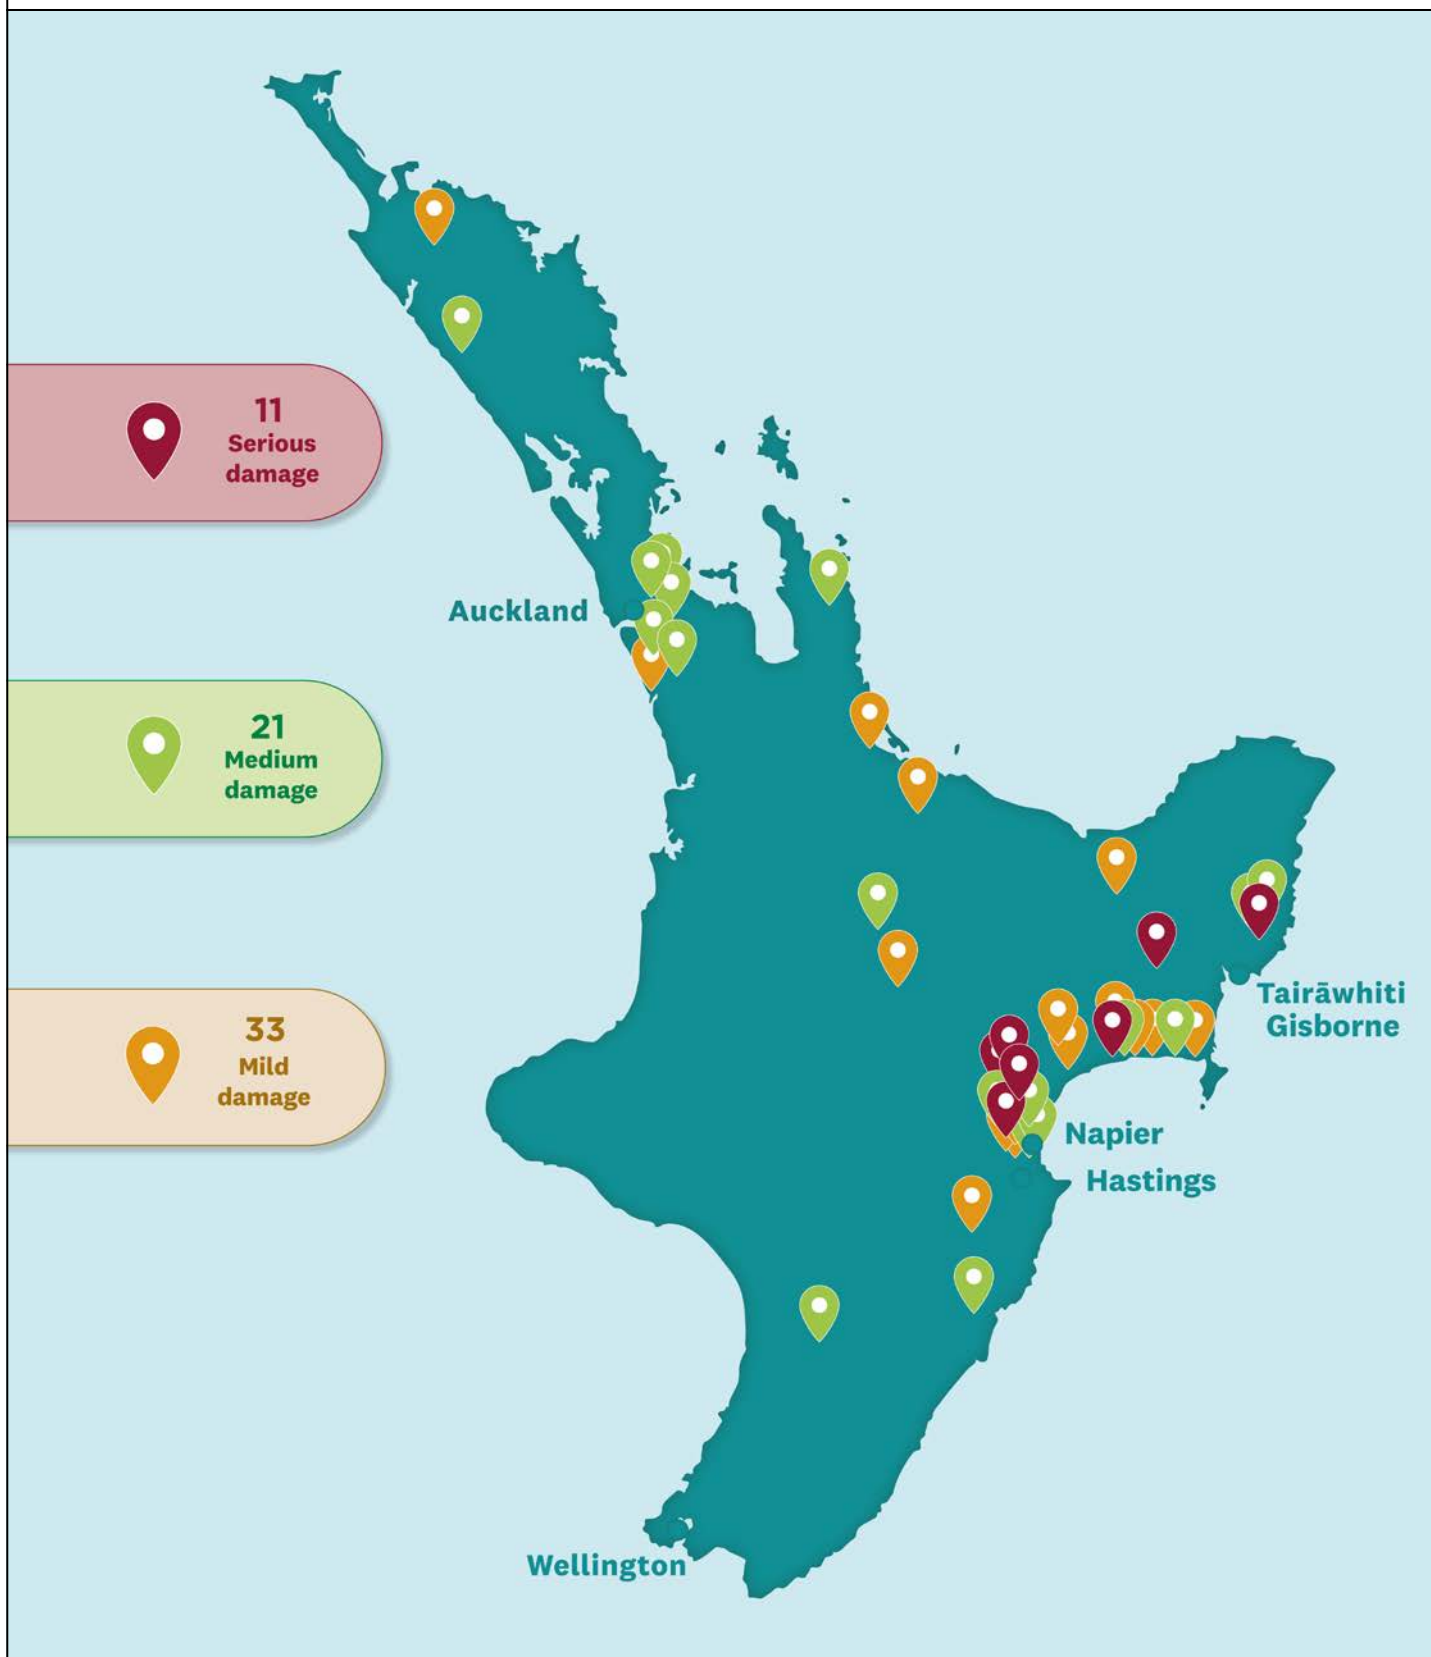 11
Serious
damage
Auckland
21
Medium
damage
Tairāwhiti
Gisborne
33
Mild
damage
Napier
Hastings
Wellington